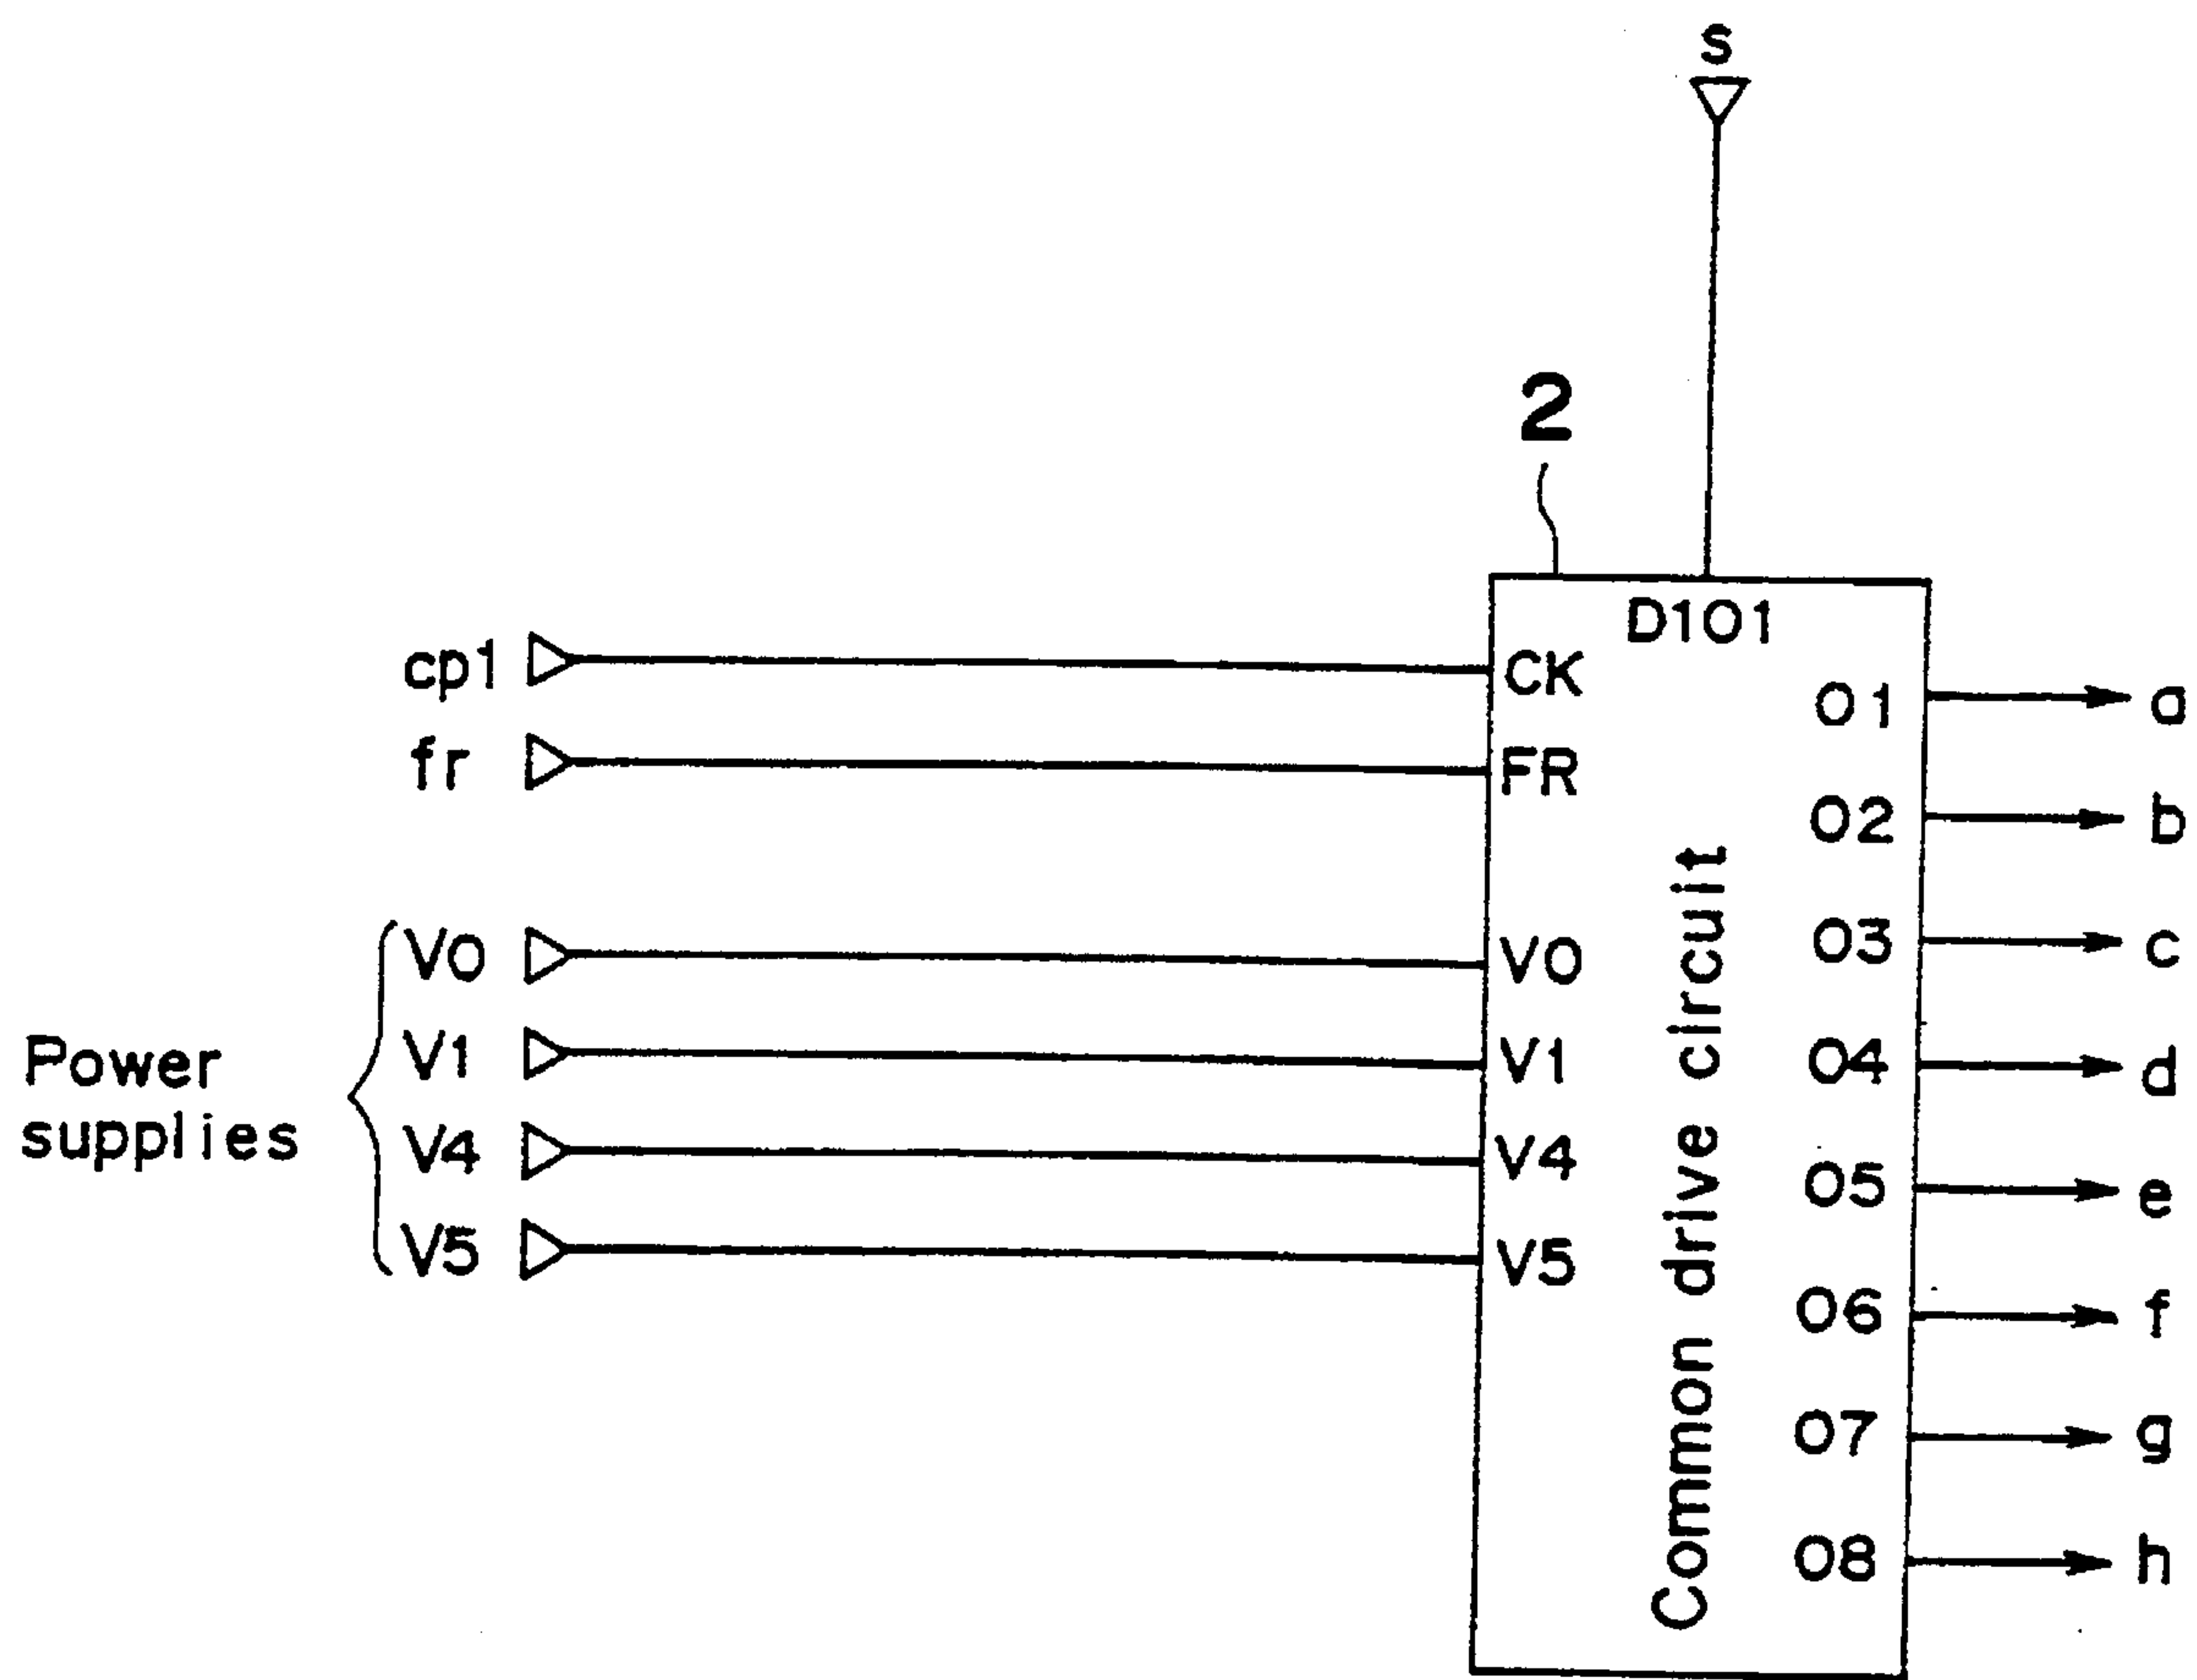 s
2
D1O1
cp1
CK
O1
a
fr
FR
O2
b
Power
supplies
V0
V0
O3
c
V1
V1
O4
d
V4
V4
O5
e
V5
V5
O6
f
O7
g
O8
h
Common drive circuit